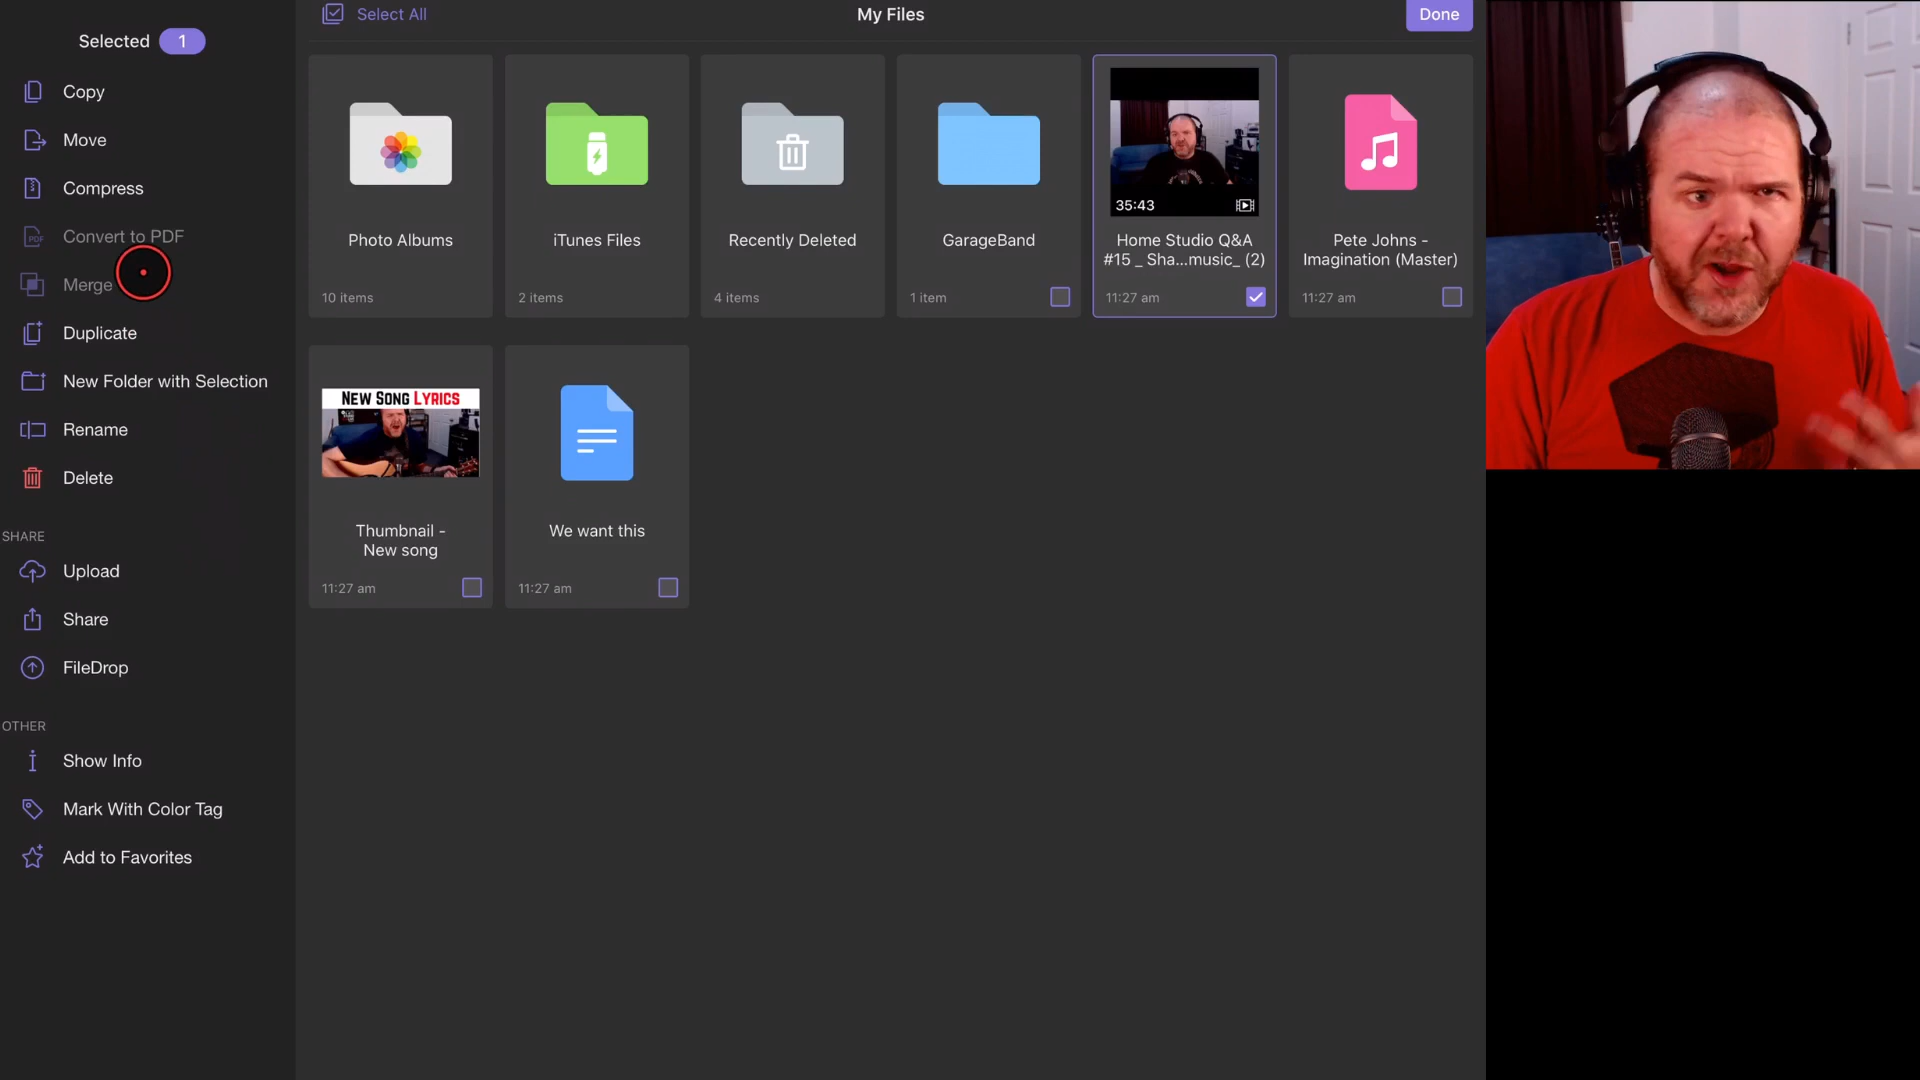 Selected 1
Copy
Move
Compress
Convert to PDF
Merge
Duplicate
New Folder with Selection
Rename
Delete
SHARE
Upload
Share
FileDrop
OTHER
Show Info
Mark With Color Tag
Add to Favorites
Select All
My Files
Done
Photo Albums
10 items
iTunes Files
2 items
Recently Deleted
4 items
GarageBand
1 item
35:43
Home Studio Q&A
#15 _ Sha...music_ (2)
11:27 am
Pete Johns -
Imagination (Master)
11:27 am
NEW SONG LYRICS
Thumbnail -
New song
11:27 am
We want this
11:27 am
PDF